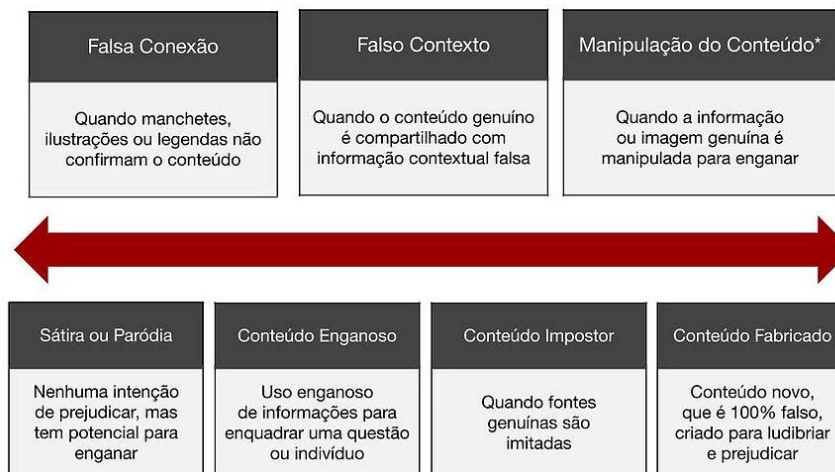 Falsa Conexão
Quando manchetes,
ilustrações ou legendas não
confirmam o conteúdo
Falso Contexto
Quando o conteúdo genuíno
é compartilhado com
informação contextual falsa
Manipulação do Conteúdo*
Quando a informação
ou imagem genuína é
manipulada para enganar
Sátira ou Paródia
Nenhuma intenção
de prejudicar, mas
tem potencial para
enganar
Conteúdo Enganoso
Uso enganoso
de informações para
enquadrar uma questão
ou indivíduo
Conteúdo Impostor
Quando fontes
genuínas são
imitadas
Conteúdo Fabricado
Conteúdo novo,
que é 100% falso,
criado para ludibriar
e prejudicar